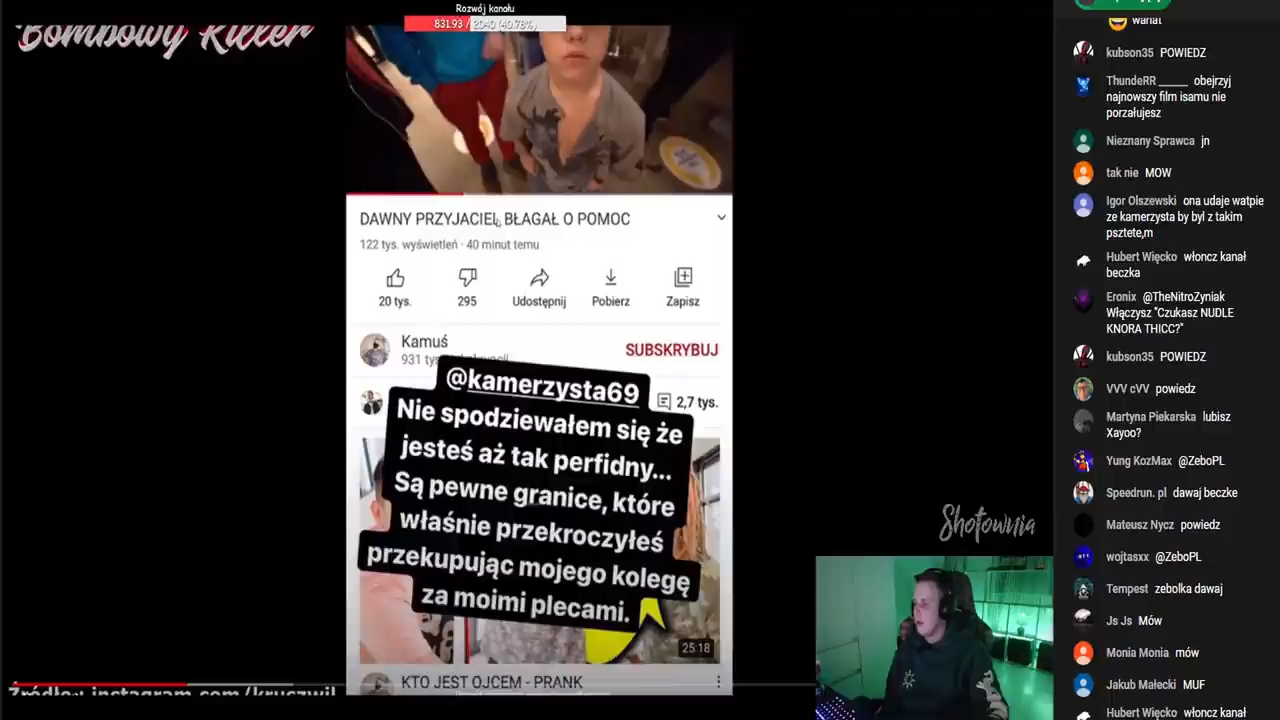 Rozwój kanału
831.93 / 2040 (40.78%)
Bombowy Killer
DAWNY PRZYJACIEL BŁAGAŁ O POMOC
122 tys. wyświetleń · 40 minut temu
20 tys.
295
Udostępnij
Pobierz
Zapisz
Kamuś
931 tys
SUBSKRYBUJ
2,7 tys.
@kamerzysta69
Nie spodziewałem się że
jesteś aż tak perfidny...
Są pewne granice, które
właśnie przekroczyłeś
przekupując mojego kolegę
za moimi plecami.
25:18
KTO JEST OJCEM - PRANK
Źródło: instagram.com/kruczwil
Shotownia
wariat
kubson35 POWIEDZ
ThundeRR_____ obejrzyj
najnowszy film isamu nie
porzałujesz
Nieznany Sprawca jn
tak nie MOW
Igor Olszewski ona udaje watpie
ze kamerzysta by byl z takim
psztete,m
Hubert Więcko włoncz kanał
beczka
Eronix @TheNitroZyniak
Włączysz "Czukasz NUDLE
KNORA THICC?"
kubson35 POWIEDZ
VVV cVV powiedz
Martyna Piekarska lubisz
Xayoo?
Yung KozMax @ZeboPL
Speedrun. pl dawaj beczke
Mateusz Nycz powiedz
wojtasxx @ZeboPL
Tempest zebolka dawaj
Js Js Mów
Monia Monia mów
Jakub Malecki MUF
Hubert Więcko włoncz kanał